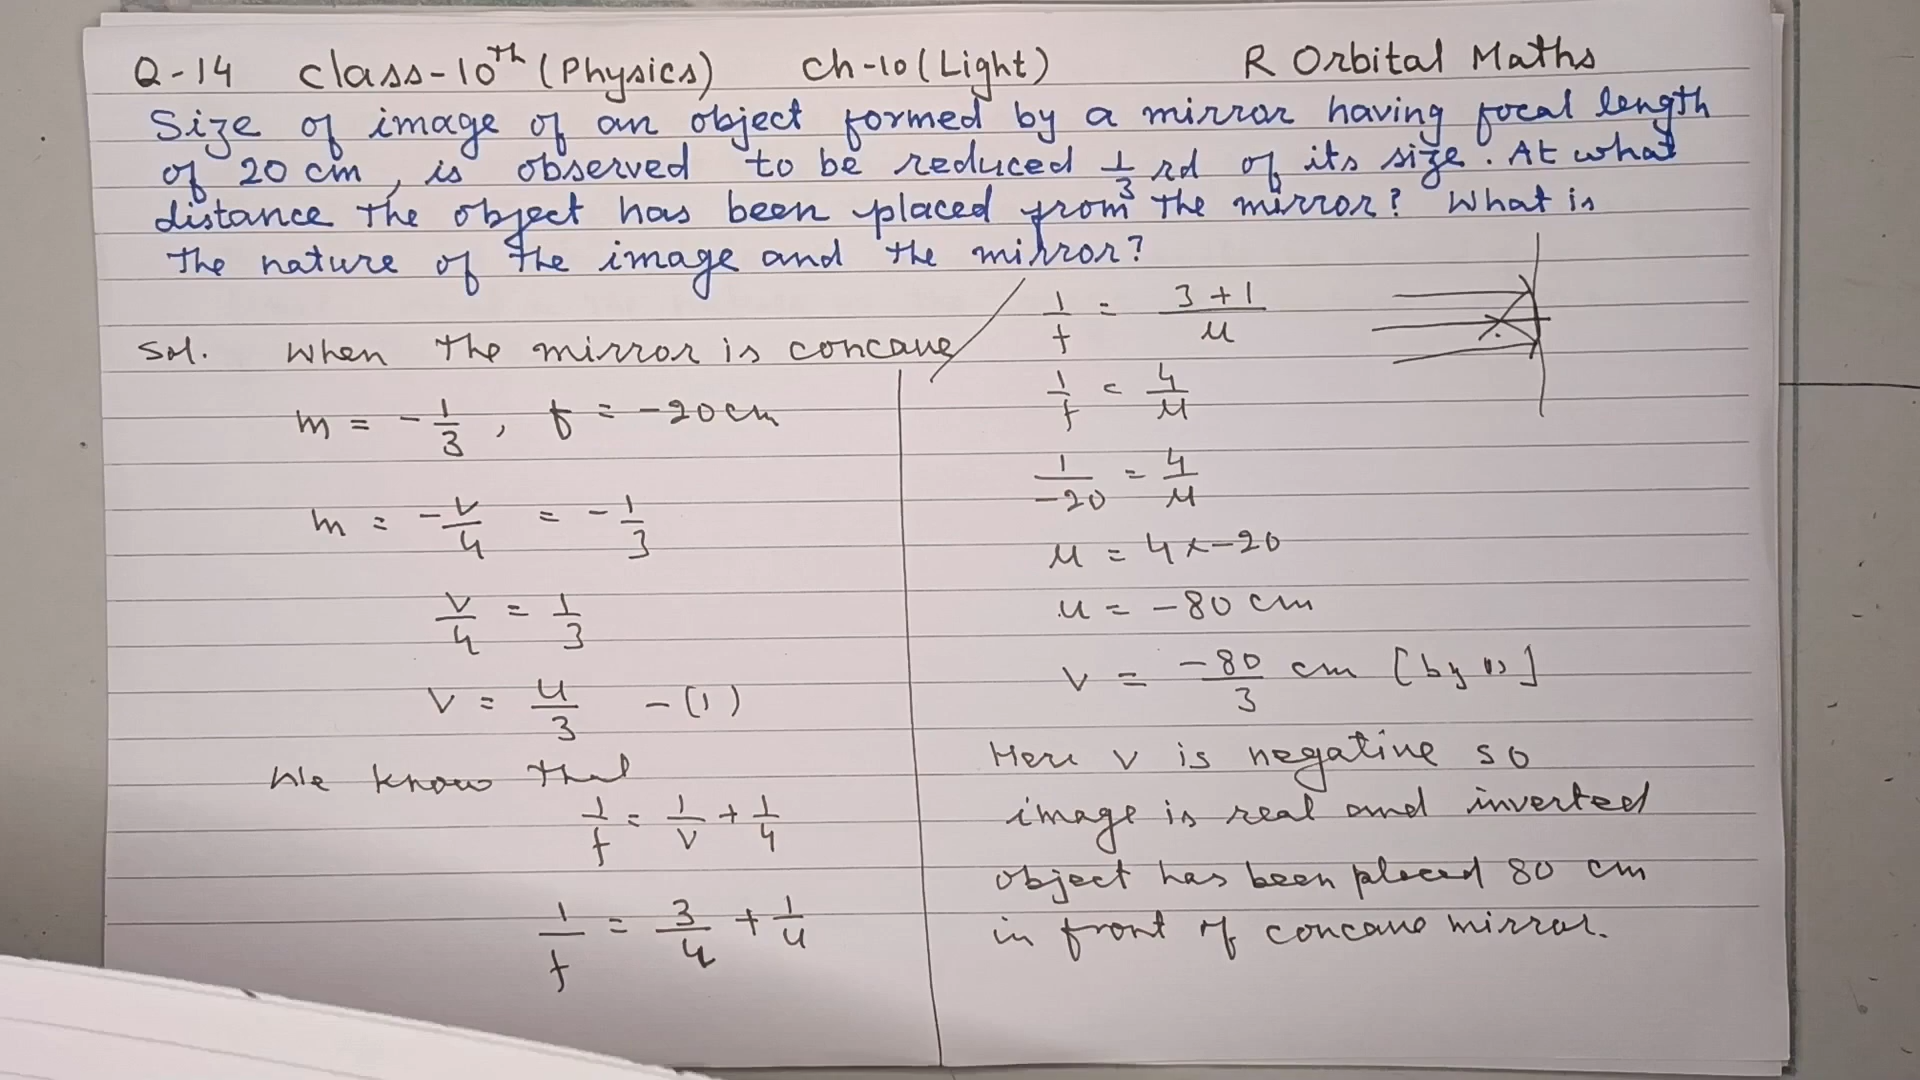 Q-14 Class-10th (Physics) Ch-10 (Light) R Orbital Maths
Size of image of an object formed by a mirror having focal length
of 20 cm, is observed to be reduced 1/3 rd of its size. At what
distance the object has been placed from the mirror? What is
the nature of the image and the mirror?
Sol. When the mirror is concave
m = -1/3, f = -20 cm
m = -v/u = -1/3
v/u = 1/3
v = u/3 - (1)
We know that
1/f = 1/v + 1/u
1/f = 3/u + 1/u
1/f = 3+1/u
1/f = 4/u
1/-20 = 4/u
u = 4x-20
u = -80 cm
v = -80/3 cm [by (1)]
Here v is negative so
image is real and inverted
object has been placed 80 cm
in front of concave mirror.